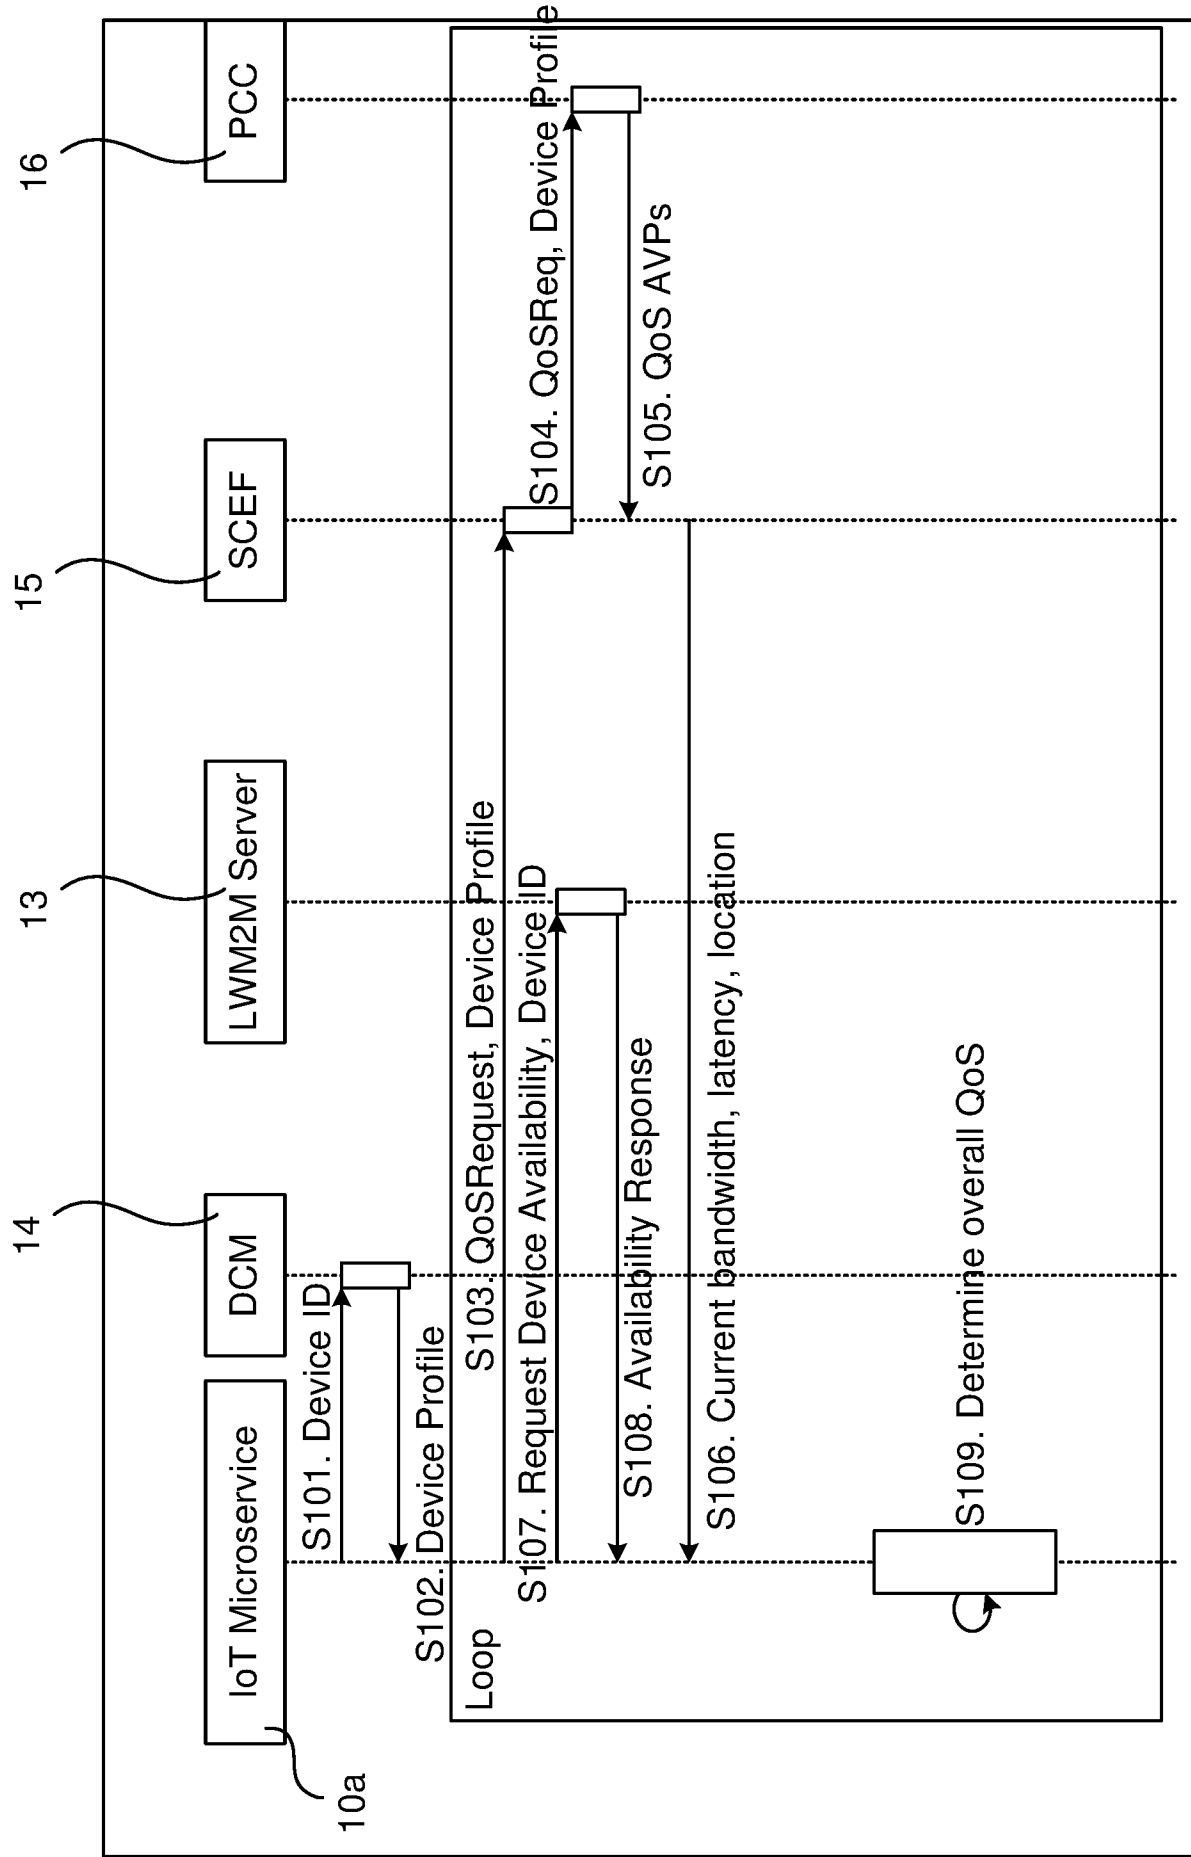 10a
14
13
15
16
IoT Microservice
DCM
LWM2M Server
SCEF
PCC
S101. Device ID
S102. Device Profile
Loop
S103. QoSRequest, Device Profile
S107. Request Device Availability, Device ID
S104. QoSReq, Device Profile
S108. Availability Response
S105. QoS AVPs
S106. Current bandwidth, latency, location
S109. Determine overall QoS